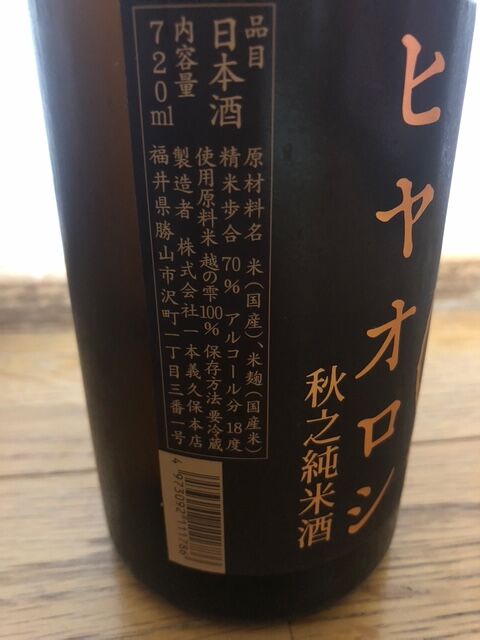 ヒヤオロシ
秋之純米酒
品目
日本酒
内容量
720ml
原材料名 米(国産)、米麹(国産米)
精米歩合 70% アルコール分 18度
使用原料米 越の雫100% 保存方法 要冷蔵
製造者 株式会社一本義久保本店
福井県勝山市沢町一丁目三番一号
4 973092 111756